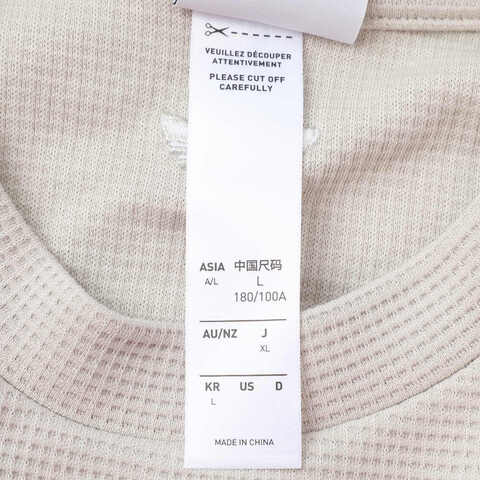 VEUILLEZ DÉCOUPER
ATTENTIVEMENT
PLEASE CUT OFF
CAREFULLY
ASIA 中国尺码
A/L L
180/100A
AU/NZ J
XL
KR US D
L
MADE IN CHINA